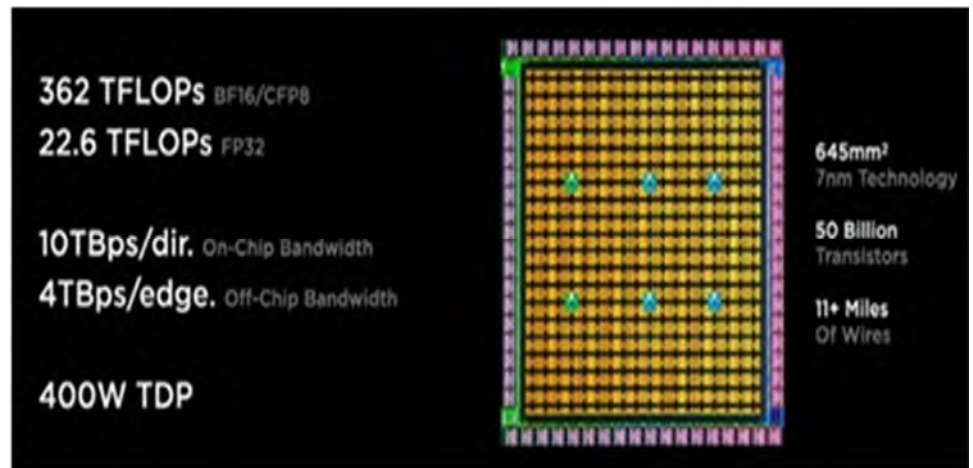 362 TFLOPs BF16/CFP8
22.6 TFLOPs FP32
10TBps/dir. On-Chip Bandwidth
4TBps/edge. Off-Chip Bandwidth
400W TDP
645mm²
7nm Technology
50 Billion
Transistors
11+ Miles
Of Wires